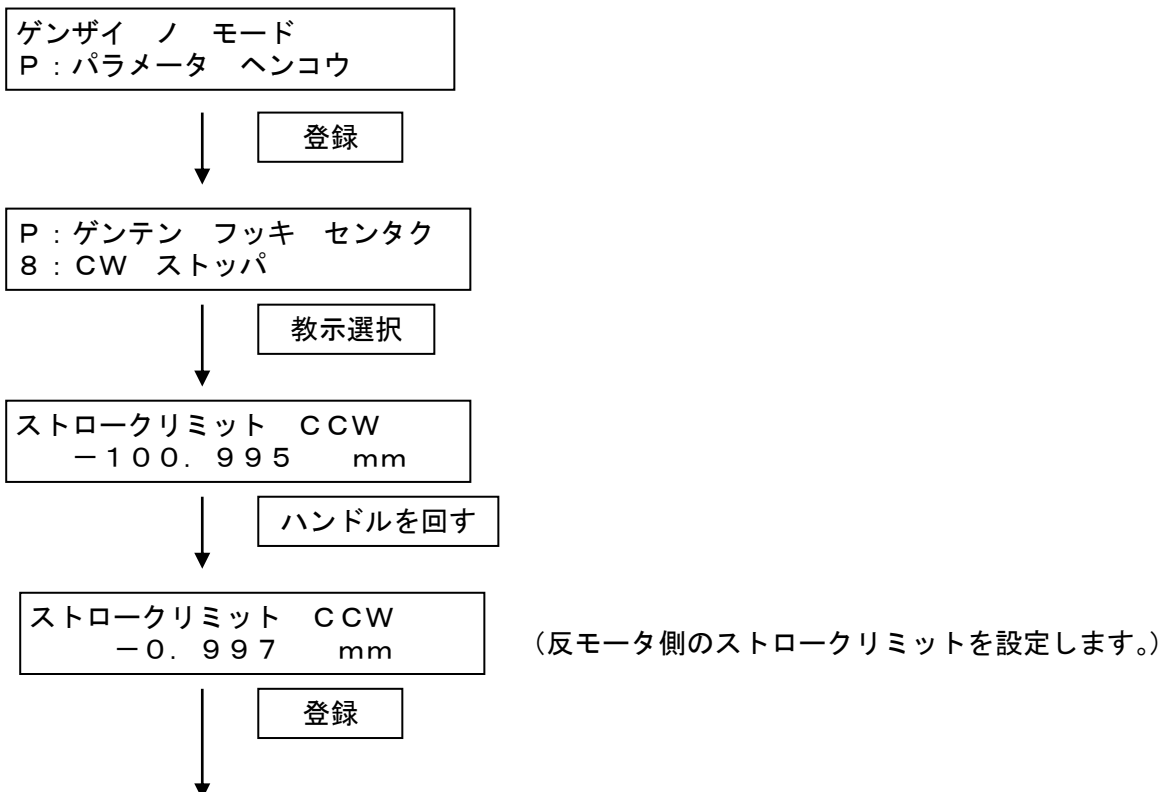 ゲンザイ　ノ　モード
P：パラメータ　ヘンコウ
登録
P：ゲンテン　フッキ　センタク
８：CW　ストッパ
教示選択
ストロークリミット　ＣＣＷ
－１００．９９５　mm
ハンドルを回す
ストロークリミット　ＣＣＷ
－０．９９７　mm
（反モータ側のストロークリミットを設定します。）
登録